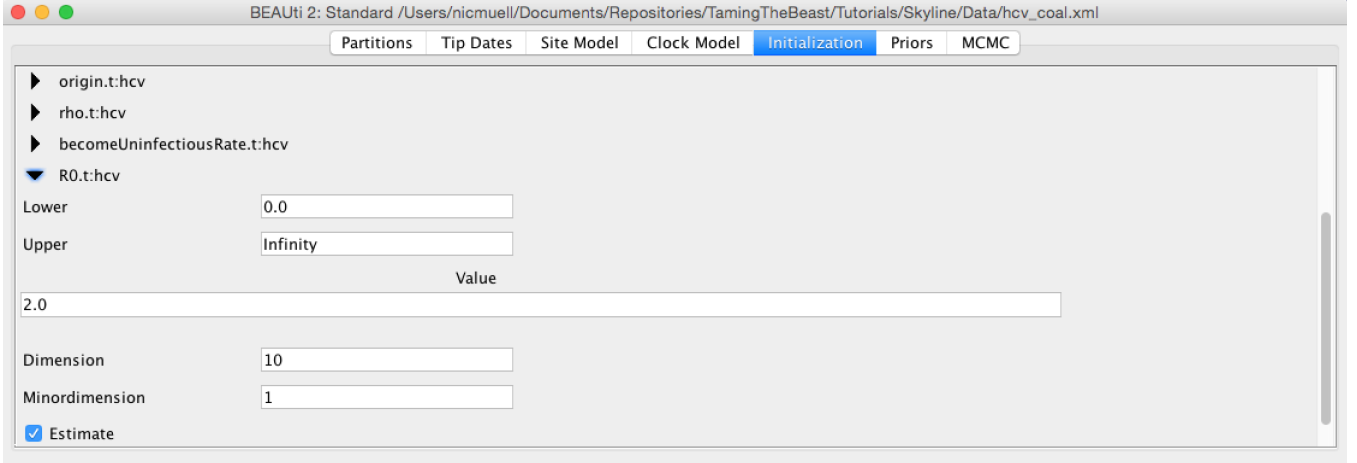 BEAUti 2: Standard /Users/nicmuell/Documents/Repositories/TamingTheBeast/Tutorials/Skyline/Data/hcv_coal.xml
Partitions Tip Dates Site Model Clock Model Initialization Priors MCMC
origin.t:hcv
rho.t:hcv
becomeUninfectiousRate.t:hcv
R0.t:hcv
Lower 0.0
Upper Infinity
Value
2.0
Dimension 10
Minordimension 1
Estimate